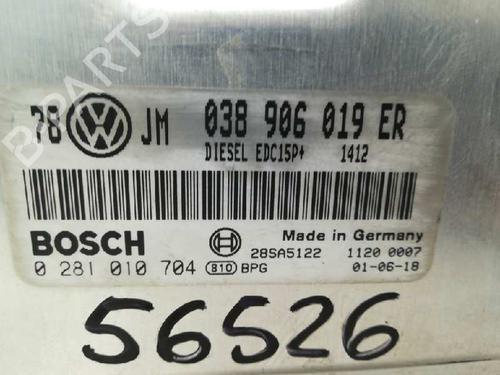 78 JM 038 906 019 ER
DIESEL EDC15P+ 1412
BOSCH
28SA5122
Made in Germany
1120 0007
0 281 010 704 810 BPG
01-06-18
56526
B-PARTS